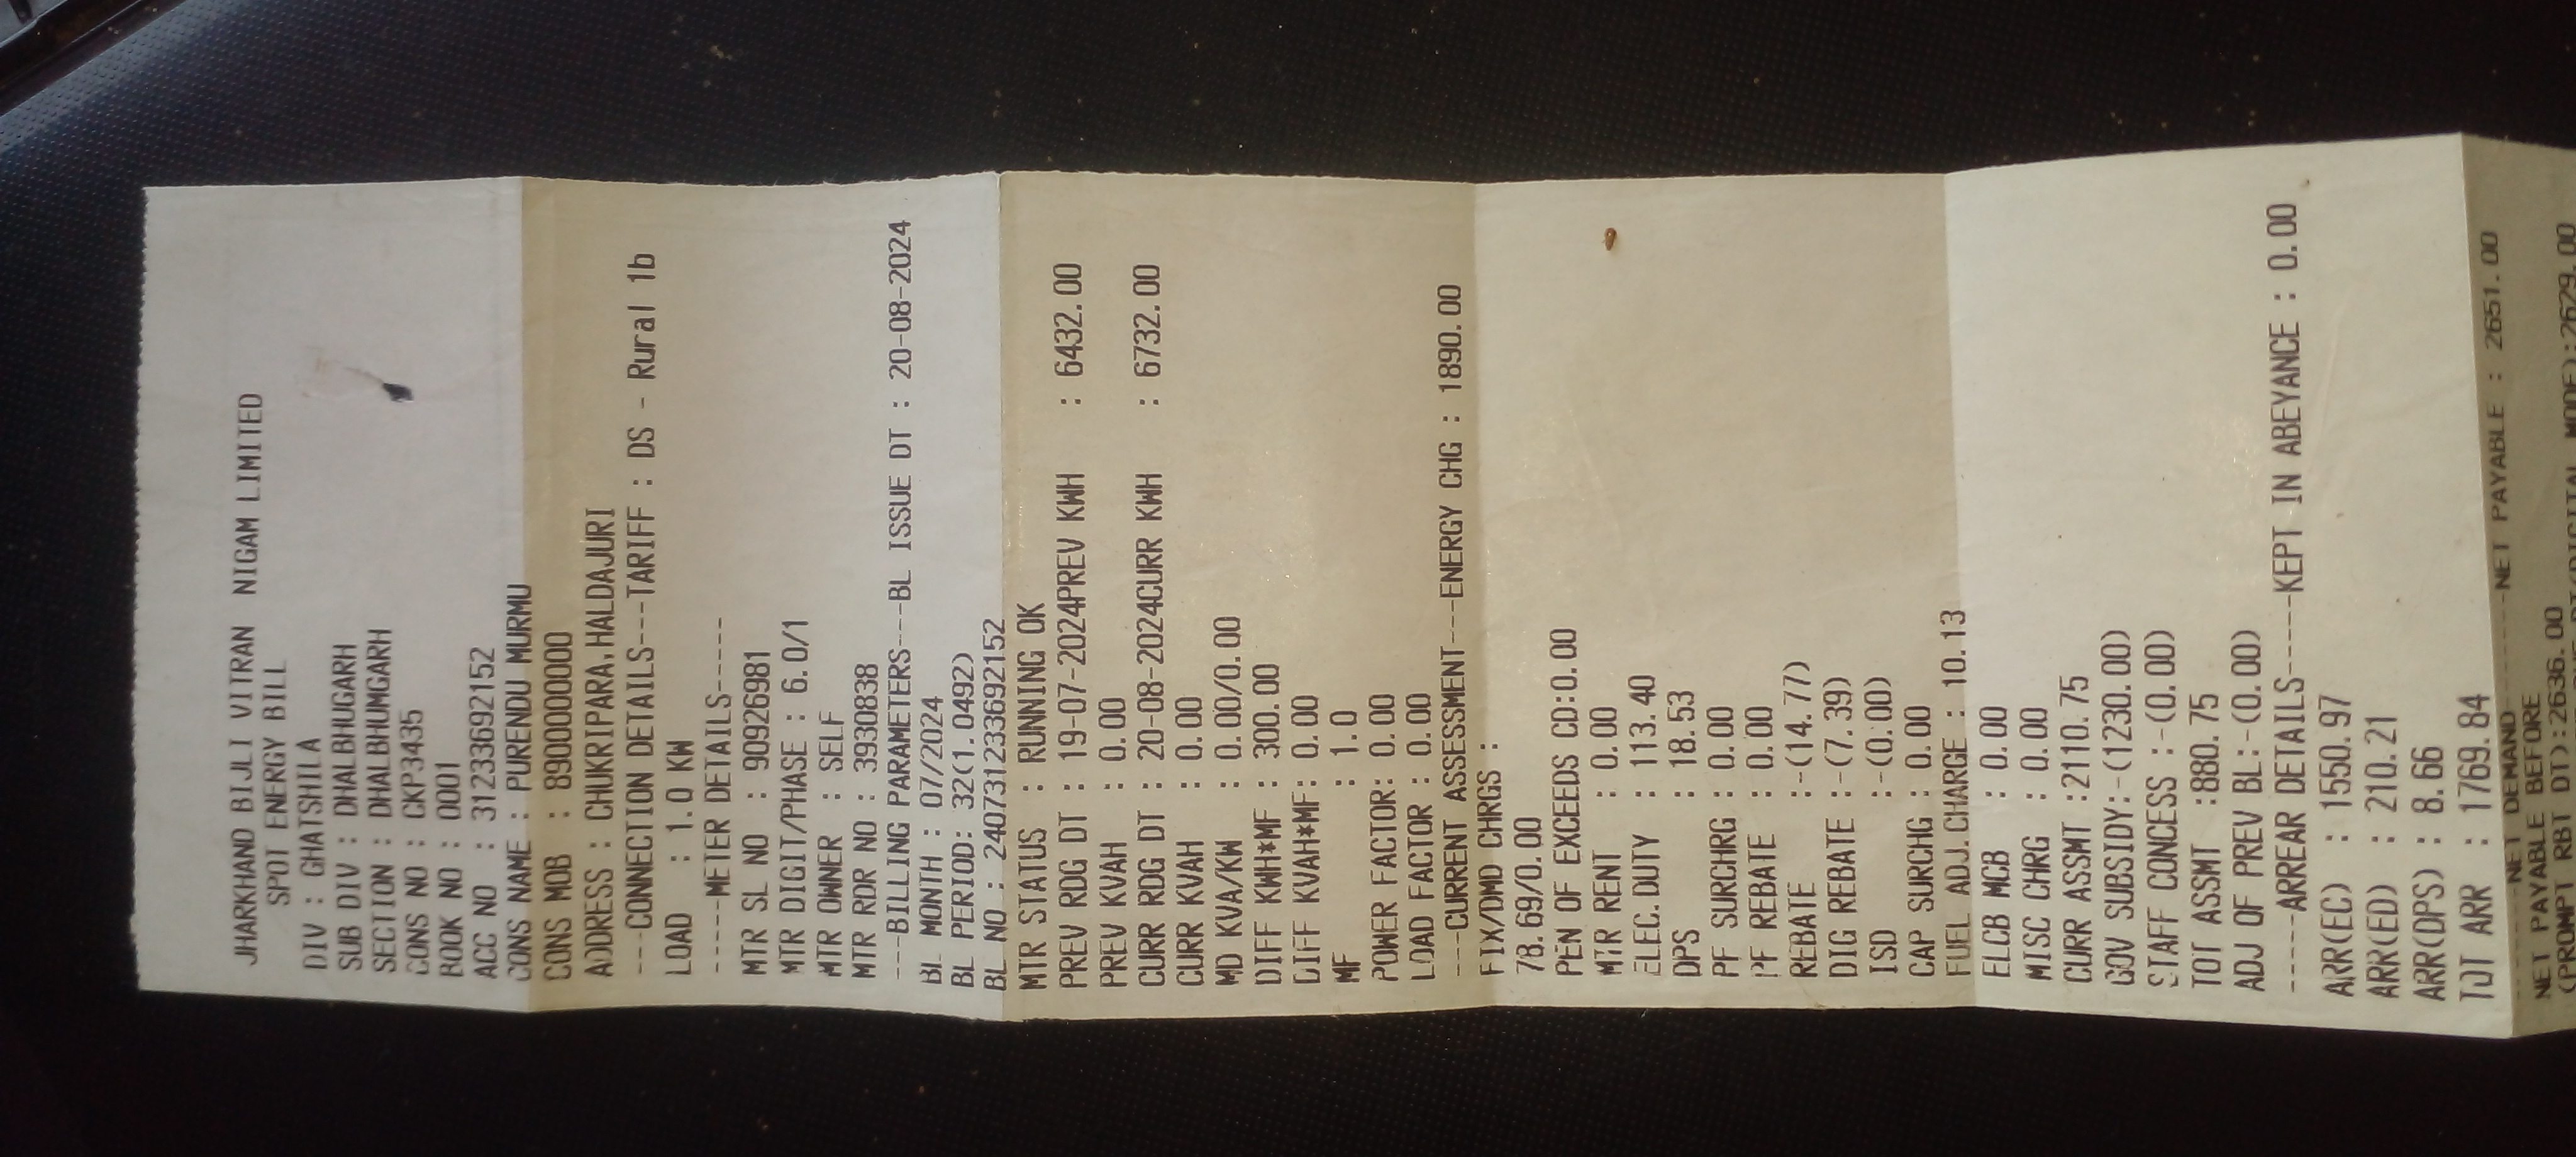 JHARKHAND BIJLI VITRAN NIGAM LIMITED
SPOT ENERGY BILL
DIV : GHATSHILA
SUB DIV : DHALBHUGARH
SECTION : DHALBHUMGARH
CONS NO : CKP3435
BOOK NO : 0001
ACC NO : 31233692152
CONS NAME : PURENDU MURMU
CONS MOB : 8900000000
ADDRESS : CHUKRIPARA,HALDAJURI
---CONNECTION DETAILS---TARIFF : DS - Rural 1b
LOAD : 1.0 KW
-----METER DETAILS-----
MTR SL NO : 90926981
MTR DIGIT/PHASE : 6.0/1
MTR OWNER : SELF
MTR RDR NO : 3930838
---BILLING PARAMETERS---BL ISSUE DT : 20-08-2024
BL MONTH : 07/2024
BL PERIOD: 32(1.0492)
BL NO : 240731233692152
MTR STATUS : RUNNING OK
PREV RDG DT : 19-07-2024PREV KWH : 6432.00
PREV KVAH : 0.00
CURR RDG DT : 20-08-2024CURR KWH : 6732.00
CURR KVAH : 0.00
MD KVA/KW : 0.00/0.00
DIFF KWH*MF : 300.00
DIFF KVAH*MF: 0.00
MF : 1.0
POWER FACTOR: 0.00
LOAD FACTOR : 0.00
---CURRENT ASSESSMENT---ENERGY CHG : 1890.00
FIX/DMD CHRGS :
78.69/0.00
PEN OF EXCEEDS CD:0.00
MTR RENT : 0.00
ELEC.DUTY : 113.40
DPS : 18.53
PF SURCHRG : 0.00
PF REBATE : 0.00
REBATE :-(14.77)
DIG REBATE :-(7.39)
ISD :-(0.00)
CAP SURCHG : 0.00
FUEL ADJ.CHARGE : 10.13
ELCB MCB : 0.00
MISC CHRG : 0.00
CURR ASSMT :2110.75
GOV SUBSIDY:-(1230.00)
STAFF CONCESS :-(0.00)
TOT ASSMT :880.75
ADJ OF PREV BL:-(0.00)
-----ARREAR DETAILS-----KEPT IN ABEYANCE : 0.00
ARR(EC) : 1550.97
ARR(ED) : 210.21
ARR(DPS) : 8.66
TOT ARR : 1769.84
------NET DEMAND------NET PAYABLE : 2651.00
NET PAYABLE BEFORE
(PROMPT RBT DT):2636.00
MODE):2629.00